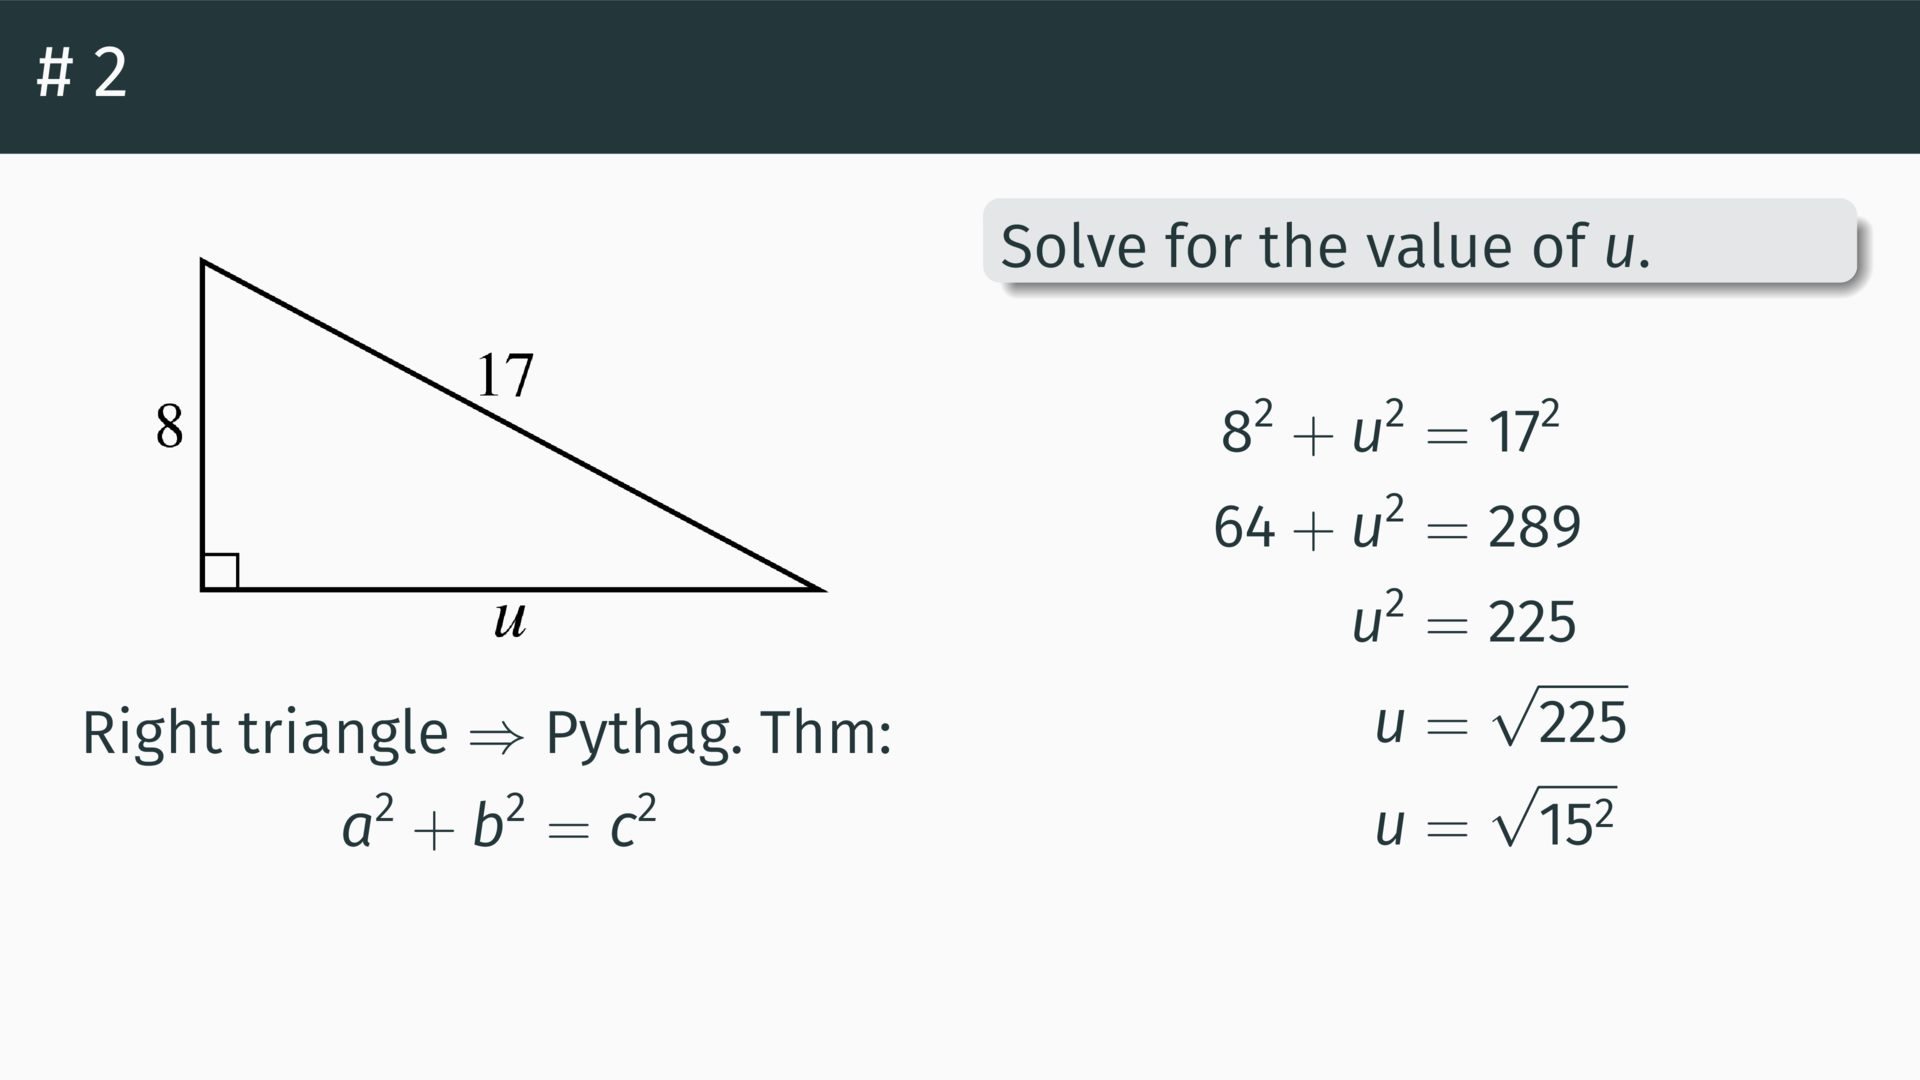 # 2
Solve for the value of u.
8
17
u
Right triangle ⇒ Pythag. Thm:
a² + b² = c²
8² + u² = 17²
64 + u² = 289
u² = 225
u = √225
u = √15²